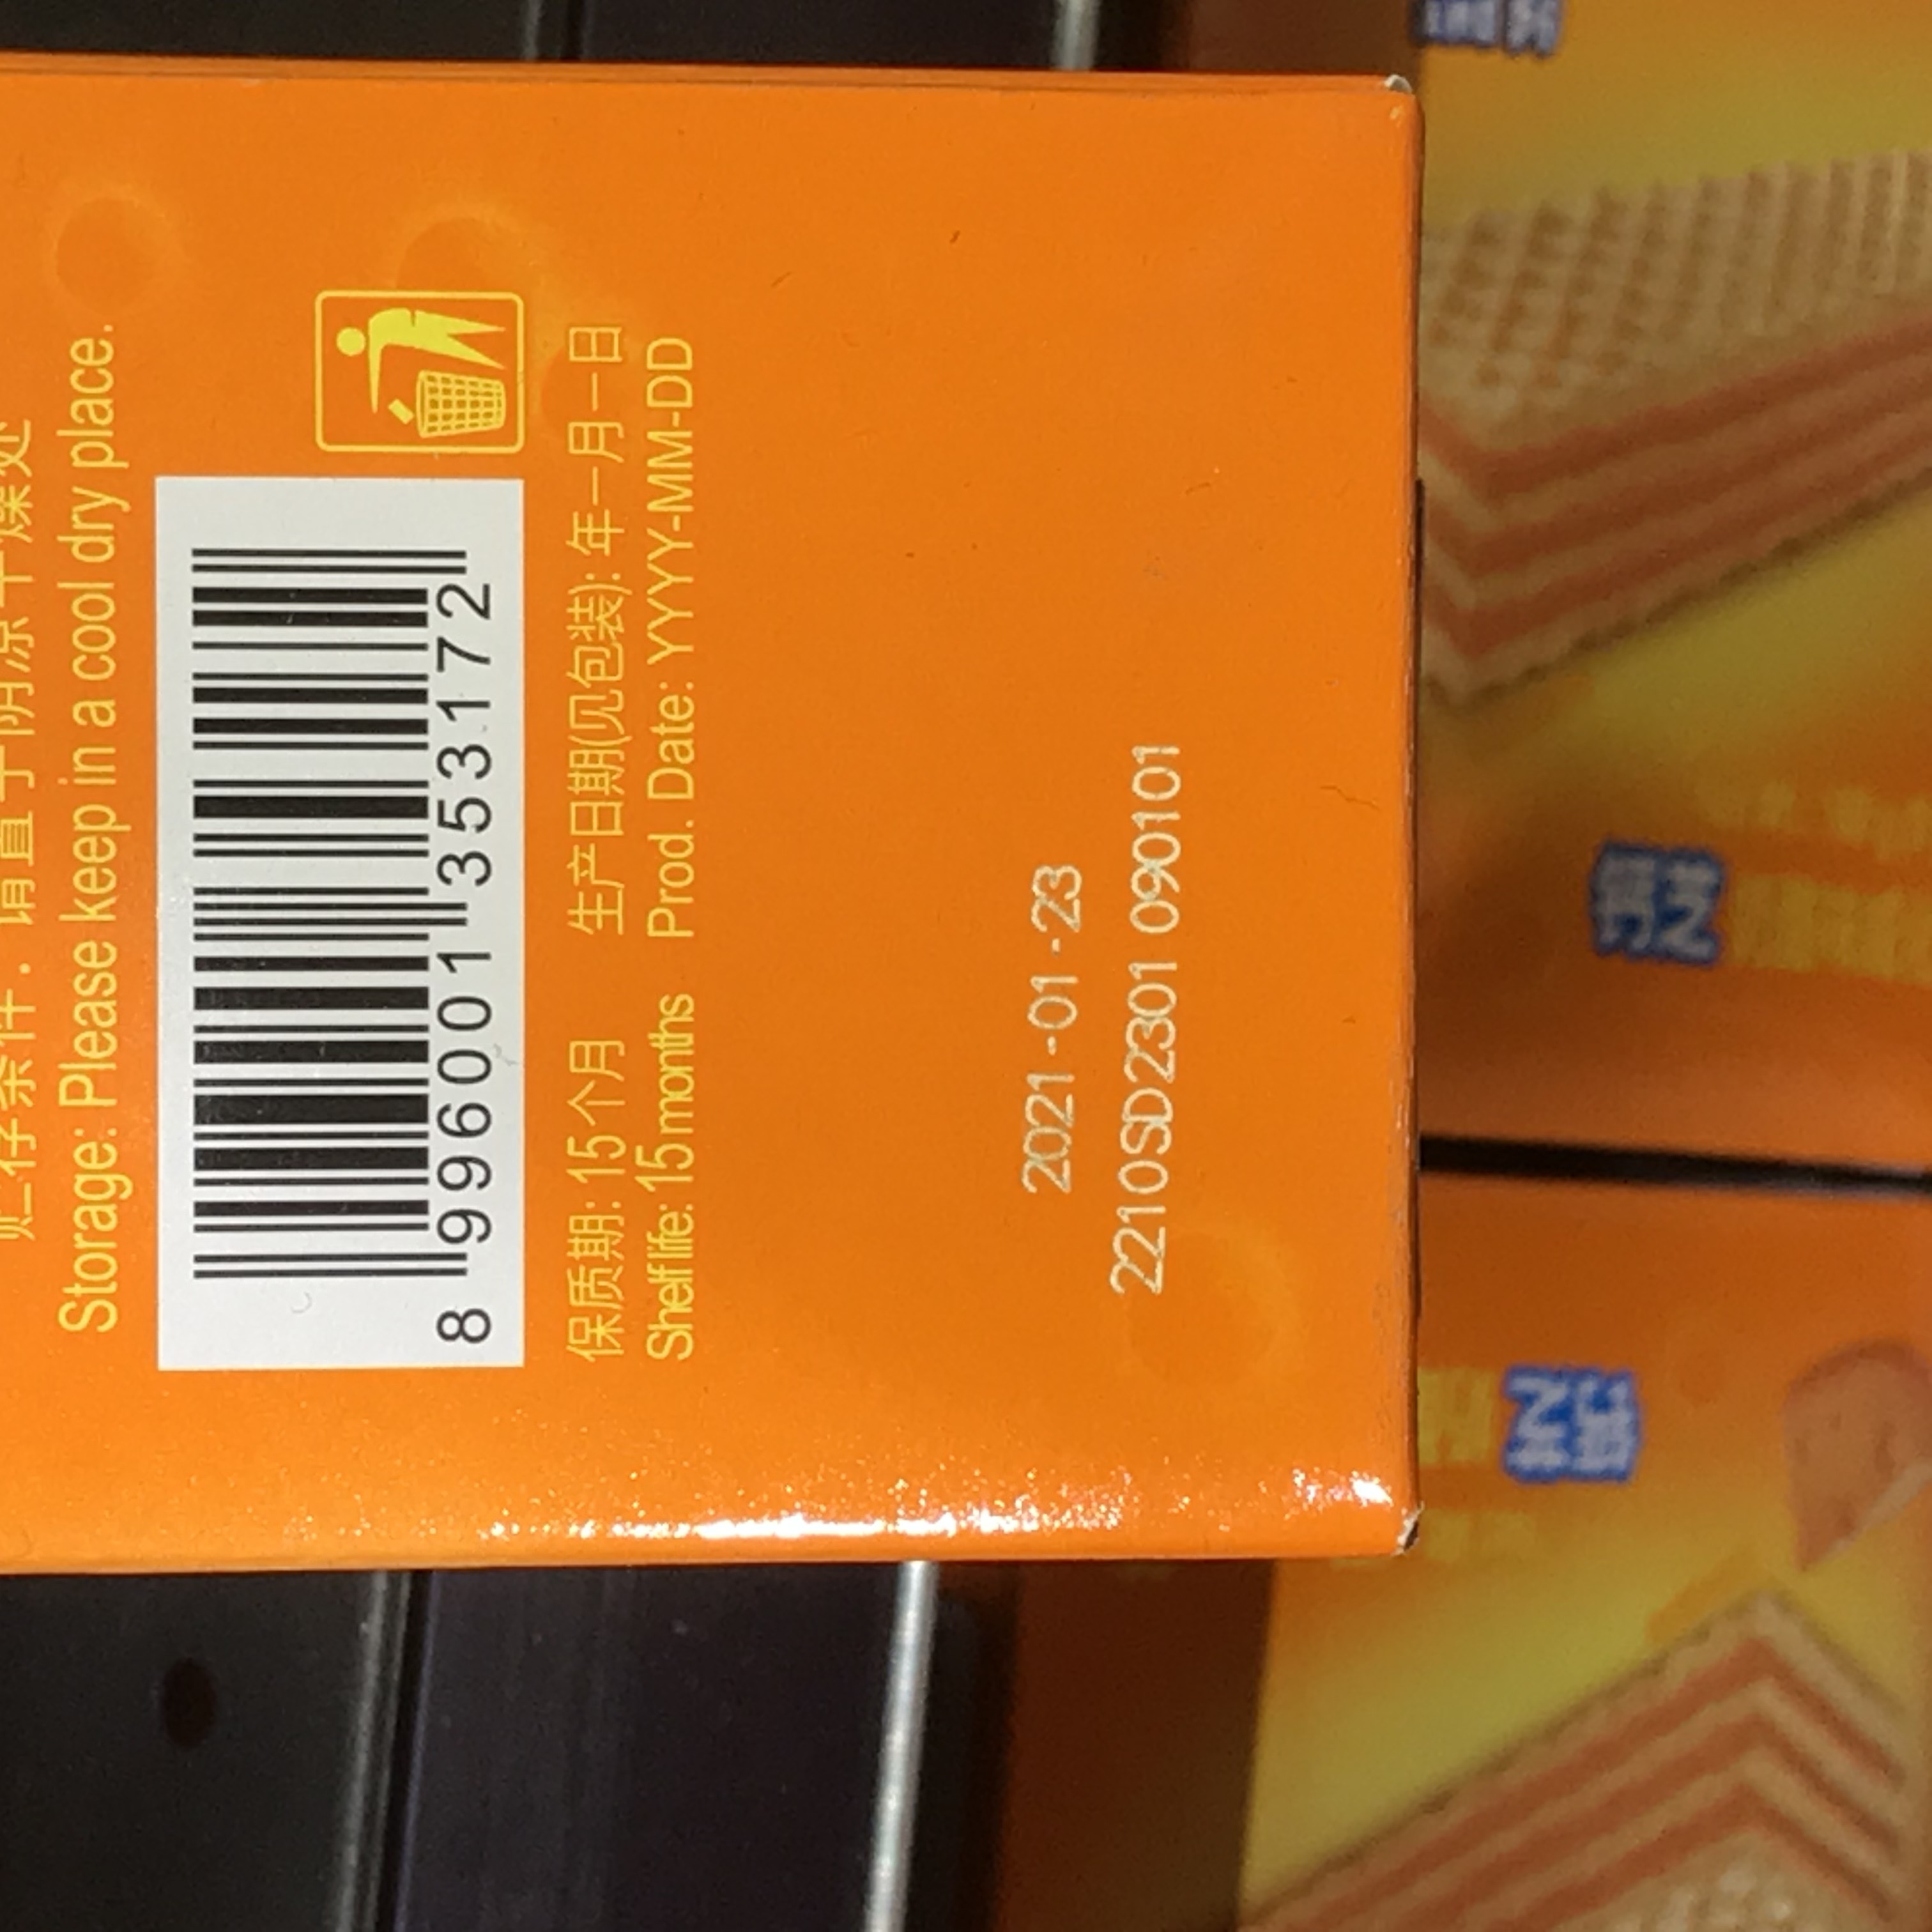 Storage: Please keep in a cool dry place.
8 996001 353172
保质期: 15个月 生产日期(见包装): 年一月一日
Shelf life: 15 months Prod. Date: YYYY-MM-DD
2021-01-23
2210SD2301 090101